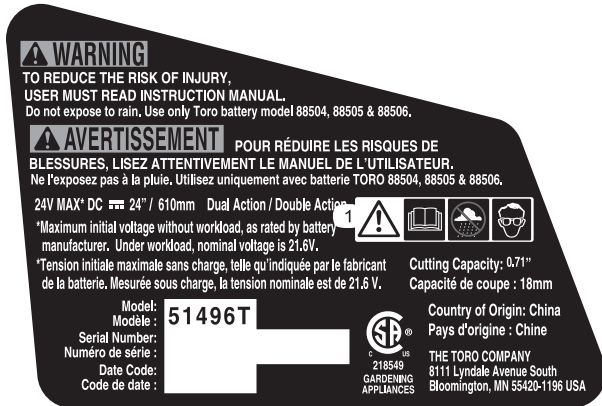 WARNING
TO REDUCE THE RISK OF INJURY,
USER MUST READ INSTRUCTION MANUAL.
Do not expose to rain. Use only Toro battery model 88504, 88505 & 88506.
AVERTISSEMENT POUR RÉDUIRE LES RISQUES DE
BLESSURES, LISEZ ATTENTIVEMENT LE MANUEL DE L'UTILISATEUR.
Ne l'exposez pas à la pluie. Utilisez uniquement avec batterie TORO 88504, 88505 & 88506.
24V MAX* DC 24” / 610mm Dual Action / Double Action
1
*Maximum initial voltage without workload, as rated by battery
manufacturer. Under workload, nominal voltage is 21.6V.
*Tension initiale maximale sans charge, telle qu'indiquée par le fabricant
de la batterie. Mesurée sous charge, la tension nominale est de 21.6 V.
Cutting Capacity: 0.71”
Capacité de coupe : 18mm
Model:
Modèle :
51496T
Serial Number:
Numéro de série :
Date Code:
Code de date :
SA ®
C US
218549
GARDENING
APPLIANCES
Country of Origin: China
Pays d'origine : Chine
THE TORO COMPANY
8111 Lyndale Avenue South
Bloomington, MN 55420-1196 USA